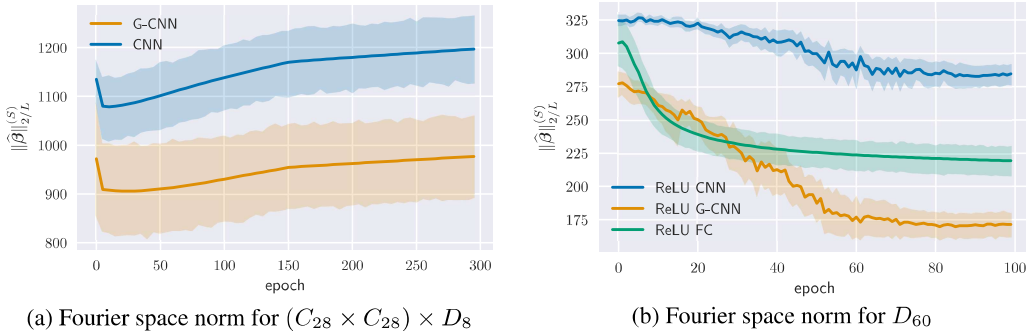 G-CNN
CNN
1200
1100
1000
900
800
‖β̂‖₂/L^(S)
0 50 100 150 200 250 300
epoch
(a) Fourier space norm for (C₂₈ × C₂₈) × D₈
325
300
275
250
225
200
175
‖β̂‖₂/L^(S)
ReLU CNN
ReLU G-CNN
ReLU FC
0 20 40 60 80 100
epoch
(b) Fourier space norm for D₆₀